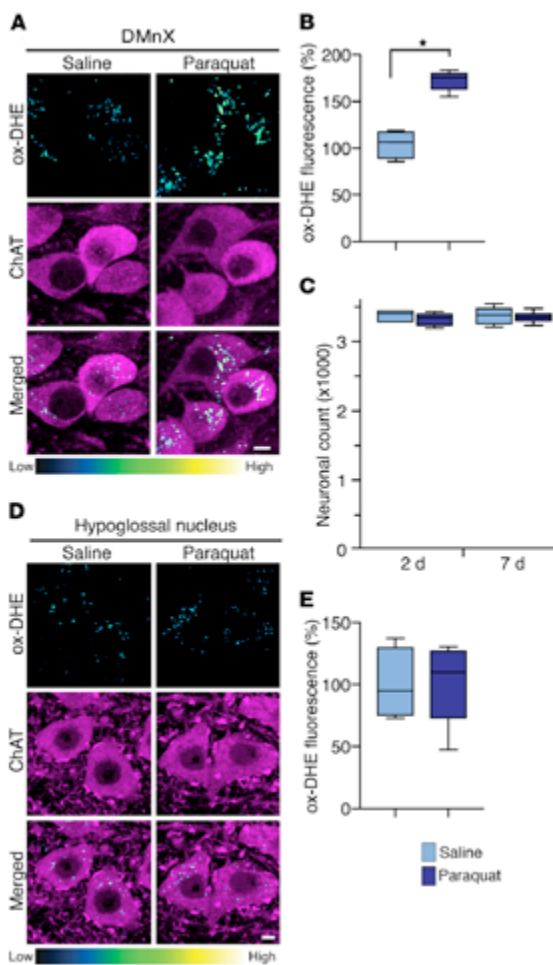 A
DMnX
Saline Paraquat
ox-DHE
ChAT
Merged
Low High
B
ox-DHE fluorescence (%)
200
150
100
50
0
*
C
Neuronal count (x1000)
3
2
1
0
2 d 7 d
D
Hypoglossal nucleus
Saline Paraquat
ox-DHE
ChAT
Merged
Low High
E
ox-DHE fluorescence (%)
150
100
50
0
Saline
Paraquat